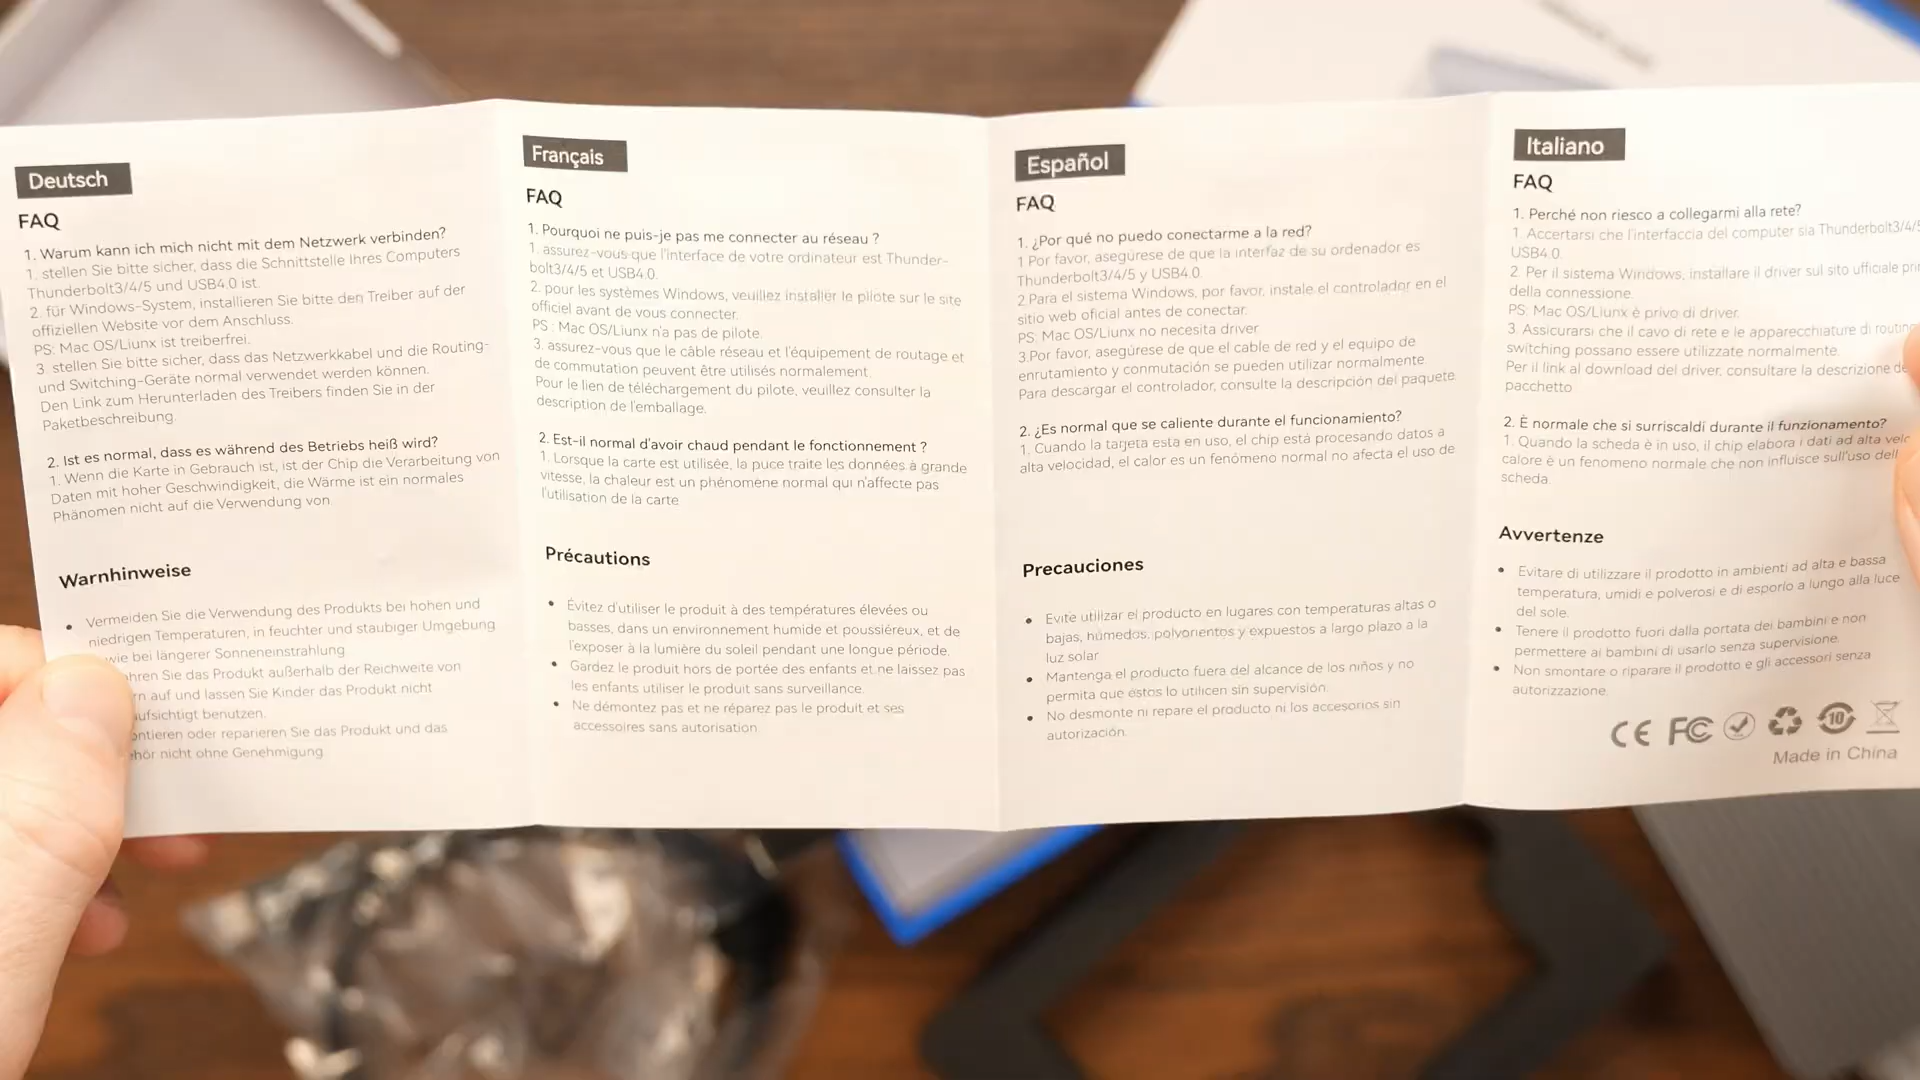 Deutsch
FAQ
1. Warum kann ich mich nicht mit dem Netzwerk verbinden?
1. stellen Sie bitte sicher, dass die Schnittstelle Ihres Computers
Thunderbolt3/4/5 und USB4.0 ist.
2. für Windows-System, installieren Sie bitte den Treiber auf der
offiziellen Website vor dem Anschluss.
PS: Mac OS/Liunx ist treiberfrei.
3 stellen Sie bitte sicher, dass das Netzwerkkabel und die Routing-
und Switching-Geräte normal verwendet werden können.
Den Link zum Herunterladen des Treibers finden Sie in der
Paketbeschreibung.
2. Ist es normal, dass es während des Betriebs heiß wird?
1. Wenn die Karte in Gebrauch ist, ist der Chip die Verarbeitung von
Daten mit hoher Geschwindigkeit, die Wärme ist ein normales
Phänomen nicht auf die Verwendung von
Warnhinweise
• Vermeiden Sie die Verwendung des Produkts bei hohen und
niedrigen Temperaturen, in feuchter und staubiger Umgebung
wie bei längerer Sonneneinstrahlung
hren Sie das Produkt außerhalb der Reichweite von
rn auf und lassen Sie Kinder das Produkt nicht
ufsichtigt benutzen.
ontieren oder reparieren Sie das Produkt und das
ehör nicht ohne Genehmigung
Français
FAQ
1. Pourquoi ne puis-je pas me connecter au réseau ?
1. assurez-vous que l'interface de votre ordinateur est Thunder-
bolt3/4/5 et USB4.0.
2. pour les systèmes Windows, veuillez installer le pilote sur le site
officiel avant de vous connecter.
PS : Mac OS/Liunx n'a pas de pilote.
3. assurez-vous que le câble réseau et l'équipement de routage et
de commutation peuvent être utilisés normalement.
Pour le lien de téléchargement du pilote, veuillez consulter la
description de l'emballage.
2. Est-il normal d'avoir chaud pendant le fonctionnement ?
1. Lorsque la carte est utilisée, la puce traite les données à grande
vitesse, la chaleur est un phénomène normal qui n'affecte pas
l'utilisation de la carte
Précautions
• Évitez d'utiliser le produit à des températures élevées ou
basses, dans un environnement humide et poussiéreux, et de
l'exposer à la lumière du soleil pendant une longue période.
• Gardez le produit hors de portée des enfants et ne laissez pas
les enfants utiliser le produit sans surveillance.
• Ne démontez pas et ne réparez pas le produit et ses
accessoires sans autorisation
Español
FAQ
1. ¿Por qué no puedo conectarme a la red?
1 Por favor, asegúrese de que la interfaz de su ordenador es
Thunderbolt3/4/5 y USB4.0
2 Para el sistema Windows, por favor, instale el controlador en el
sitio web oficial antes de conectar.
PS: Mac OS/Liunx no necesita driver
3.Por favor, asegúrese de que el cable de red y el equipo de
enrutamiento y conmutación se pueden utilizar normalmente
Para descargar el controlador, consulte la descripción del paquete
2. ¿Es normal que se caliente durante el funcionamiento?
1. Cuando la tarjeta esta en uso, el chip está procesando datos a
alta velocidad, el calor es un fenómeno normal no afecta el uso de
Precauciones
• Evite utilizar el producto en lugares con temperaturas altas o
bajas, húmedos, polvorientos y expuestos a largo plazo a la
luz solar
• Mantenga el producto fuera del alcance de los niños y no
permita que éstos lo utilicen sin supervisión.
• No desmonte ni repare el producto ni los accesorios sin
autorización.
Italiano
FAQ
1. Perché non riesco a collegarmi alla rete?
1. Accertarsi che l'interfaccia del computer sia Thunderbolt3/4/5
USB4.0.
2. Per il sistema Windows, installare il driver sul sito ufficiale pri
della connessione.
PS: Mac OS/Liunx è privo di driver.
3. Assicurarsi che il cavo di rete e le apparecchiature di routing
switching possano essere utilizzate normalmente.
Per il link al download del driver, consultare la descrizione de
pacchetto
2. È normale che si surriscaldi durante il funzionamento?
1. Quando la scheda è in uso, il chip elabora i dati ad alta velo
calore è un fenomeno normale che non influisce sull'uso dell
scheda.
Avvertenze
• Evitare di utilizzare il prodotto in ambienti ad alta e bassa
temperatura, umidi e polverosi e di esporlo a lungo alla luce
del sole.
• Tenere il prodotto fuori dalla portata dei bambini e non
permettere ai bambini di usarlo senza supervisione.
• Non smontare o riparare il prodotto e gli accessori senza
autorizzazione.
CE FC 10
Made in China